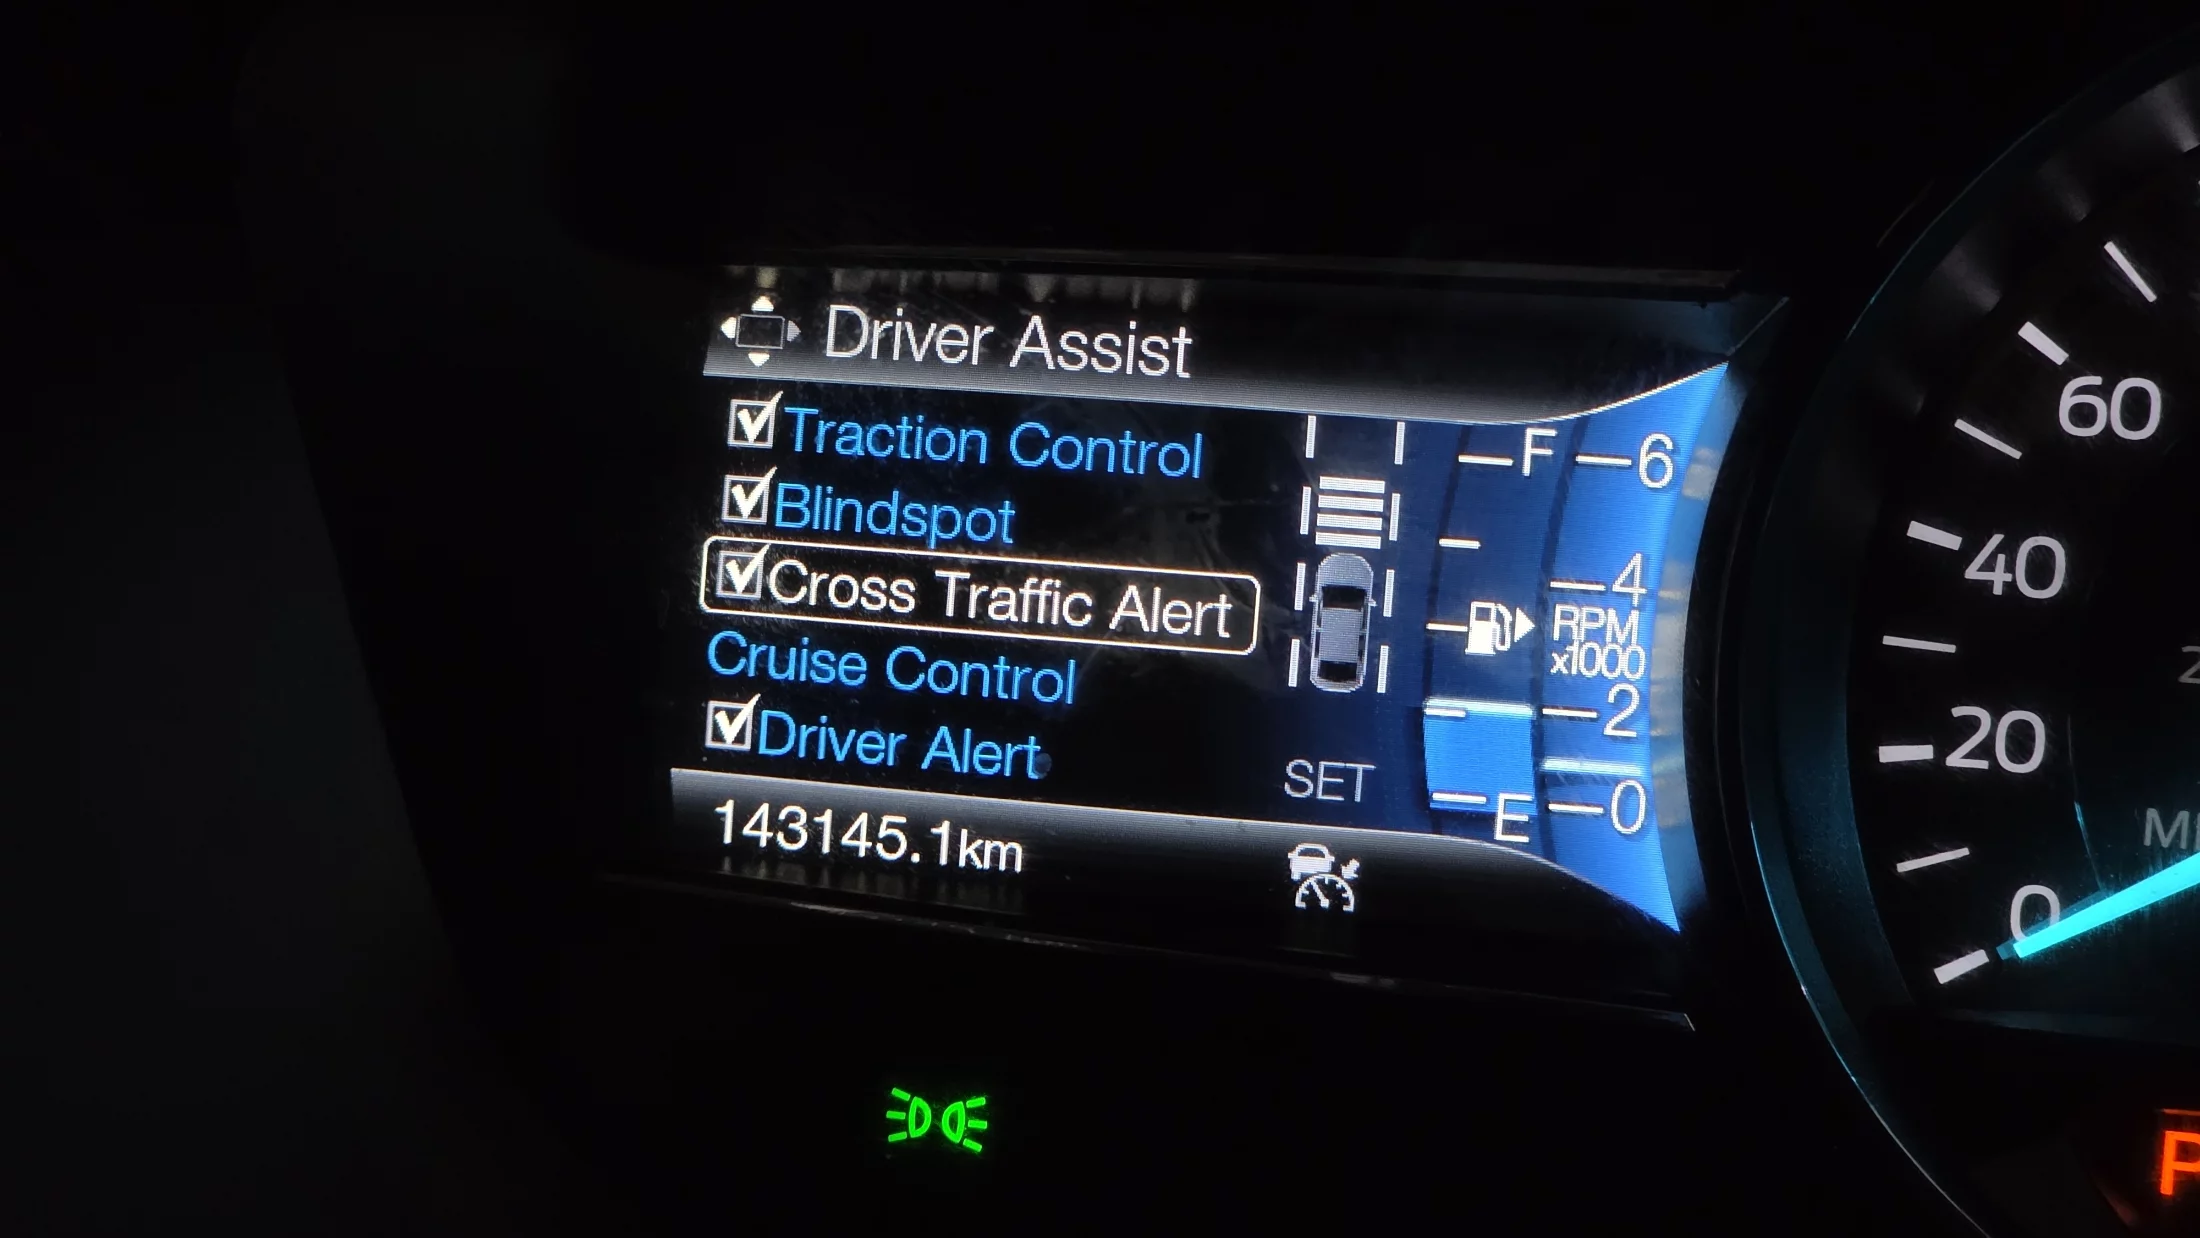 Driver Assist
Traction Control
Blindspot
Cross Traffic Alert
Cruise Control
Driver Alert
SET
143145.1km
F
E
6
4
RPM
x1000
2
0
60
40
20
0